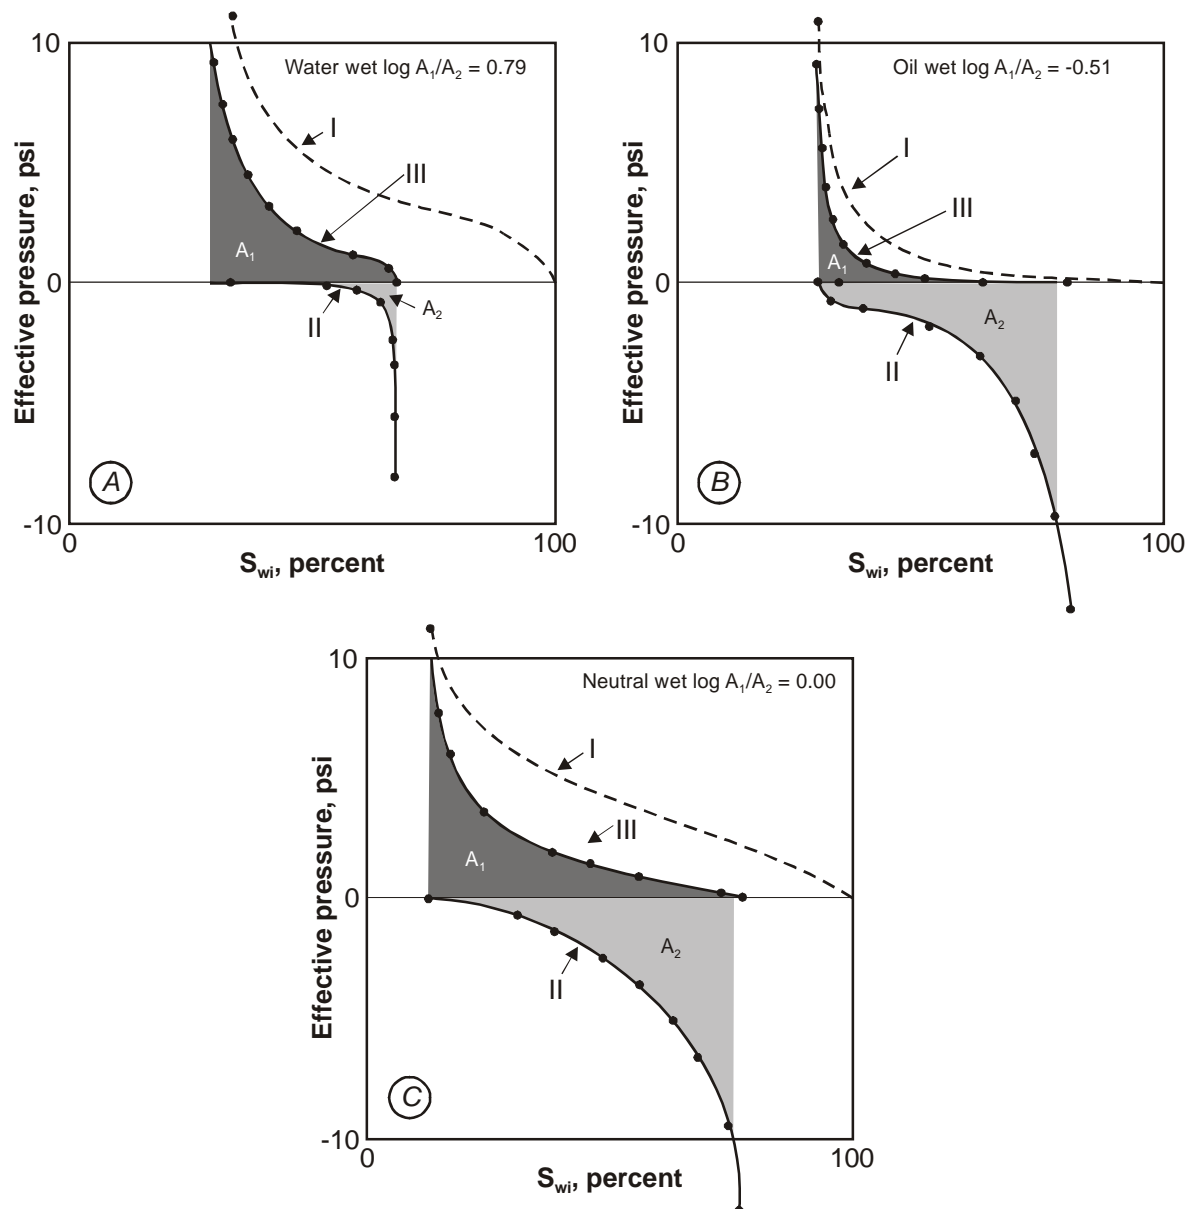 10
Water wet log A₁/A₂ = 0.79
I
III
Effective pressure, psi
A₁
0
II
A₂
A
-10
0
100
Swi, percent
10
Oil wet log A₁/A₂ = -0.51
I
III
Effective pressure, psi
A₁
0
A₂
II
B
-10
0
100
Swi, percent
10
Neutral wet log A₁/A₂ = 0.00
I
III
Effective pressure, psi
A₁
0
A₂
II
C
-10
0
100
Swi, percent